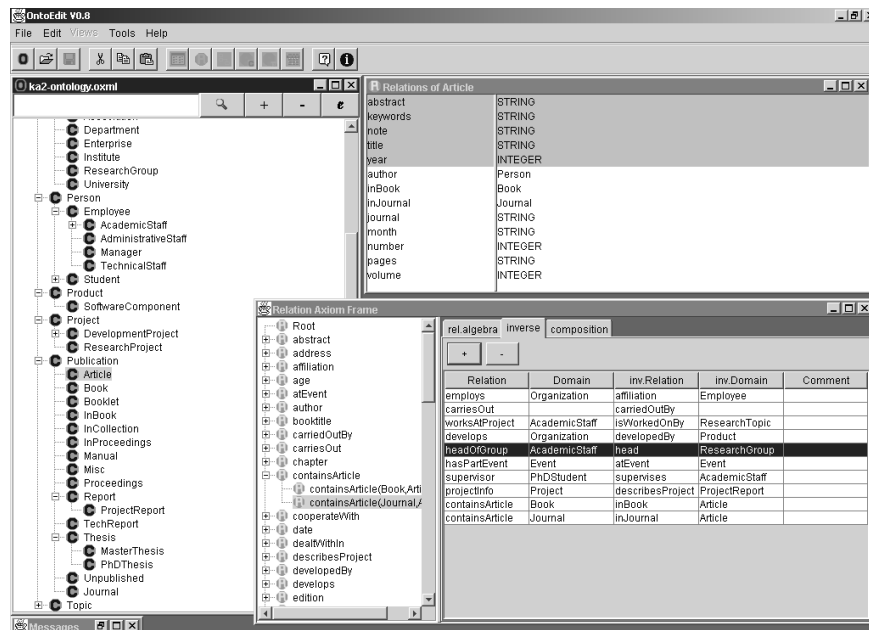 OntoEdit V0.8
File Edit Views Tools Help
ka2-ontology.oxml
+ - e
Department
Enterprise
Institute
ResearchGroup
University
Person
Employee
AcademicStaff
AdministrativeStaff
Manager
TechnicalStaff
Student
Product
SoftwareComponent
Project
DevelopmentProject
ResearchProject
Publication
Article
Book
Booklet
InBook
InCollection
InProceedings
Manual
Misc
Proceedings
Report
ProjectReport
TechReport
Thesis
MasterThesis
PhDThesis
Unpublished
Journal
Topic
Messages
Relations of Article
abstract STRING
keywords STRING
note STRING
title STRING
year INTEGER
author Person
inBook Book
inJournal Journal
journal STRING
month STRING
number INTEGER
pages STRING
volume INTEGER
Relation Axiom Frame
Root
abstract
address
affiliation
age
atEvent
author
booktitle
carriedOutBy
carriesOut
chapter
containsArticle
containsArticle(Book,Arti
containsArticle(Journal,A
cooperateWith
date
dealtWithIn
describesProject
developedBy
develops
edition
rel.algebra inverse composition
+ -
Relation Domain inv.Relation inv.Domain Comment
employs Organization affiliation Employee
carriesOut carriedOutBy
worksAtProject AcademicStaff isWorkedOnBy ResearchTopic
develops Organization developedBy Product
headOfGroup AcademicStaff head ResearchGroup
hasPartEvent Event atEvent Event
supervisor PhDStudent supervises AcademicStaff
projectInfo Project describesProject ProjectReport
containsArticle Book inBook Article
containsArticle Journal inJournal Article